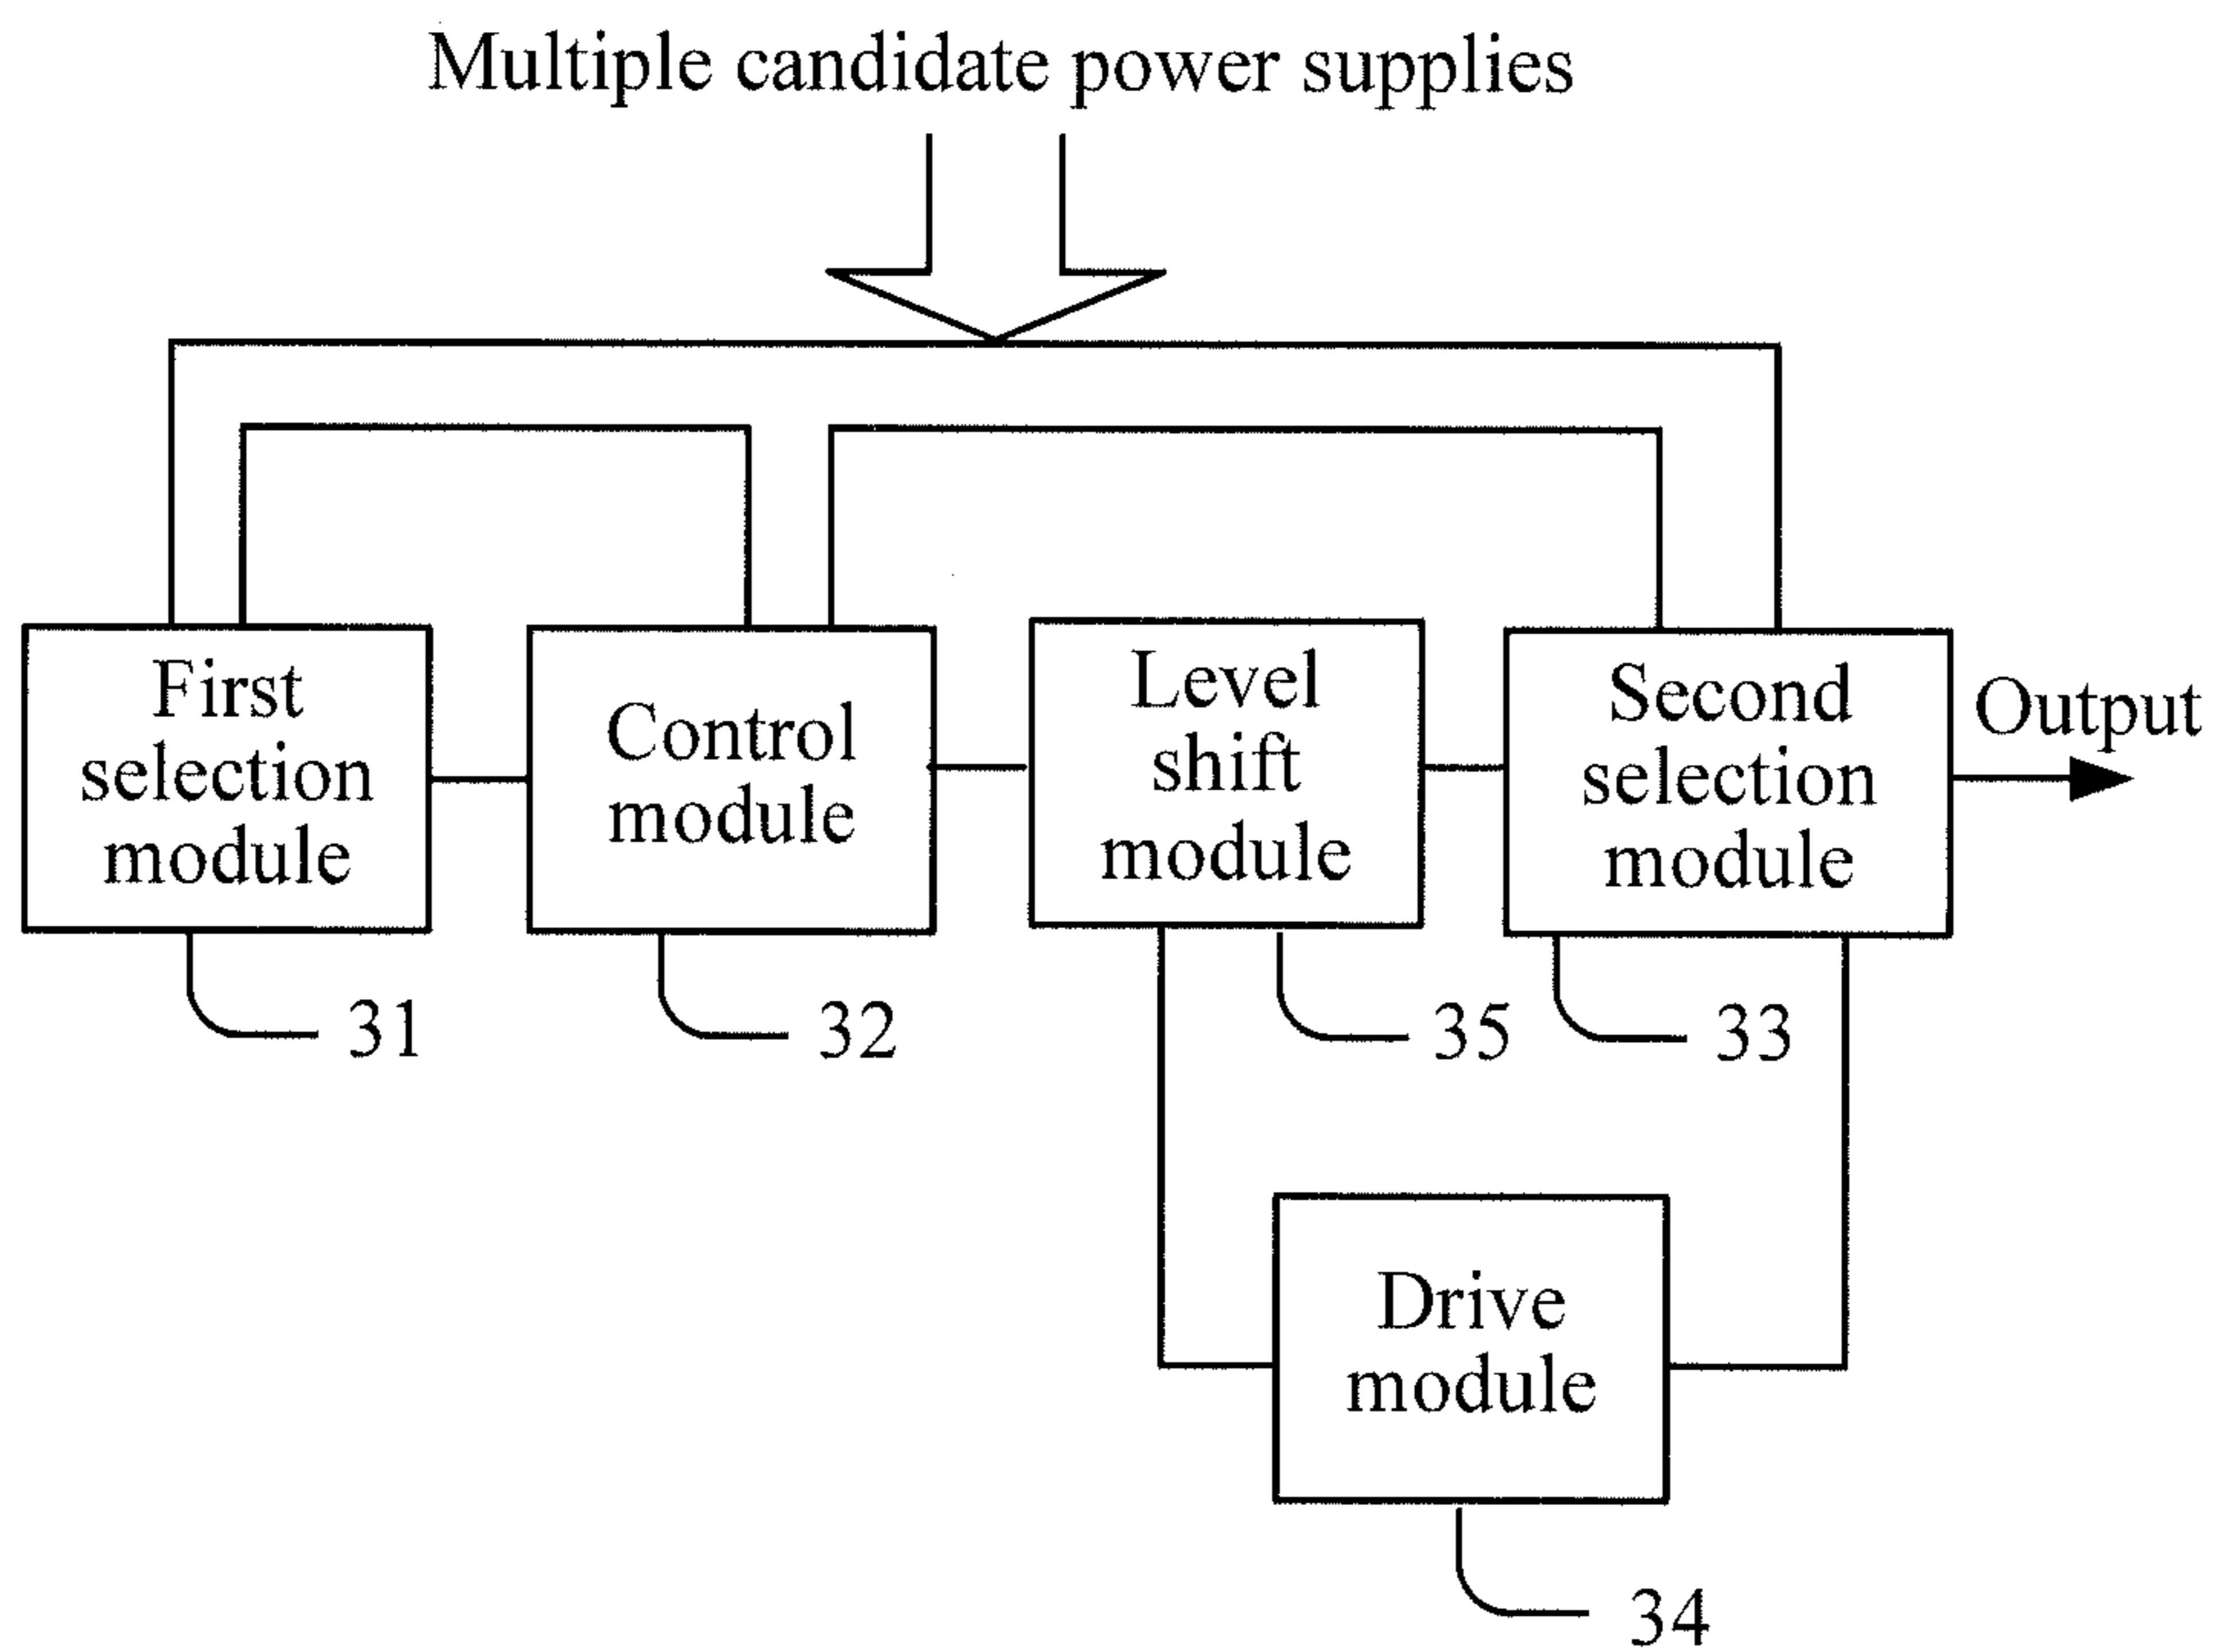 Multiple candidate power supplies
First
selection
module
Control
module
Level
shift
module
Second
selection
module
Output
31
32
35
33
Drive
module
34